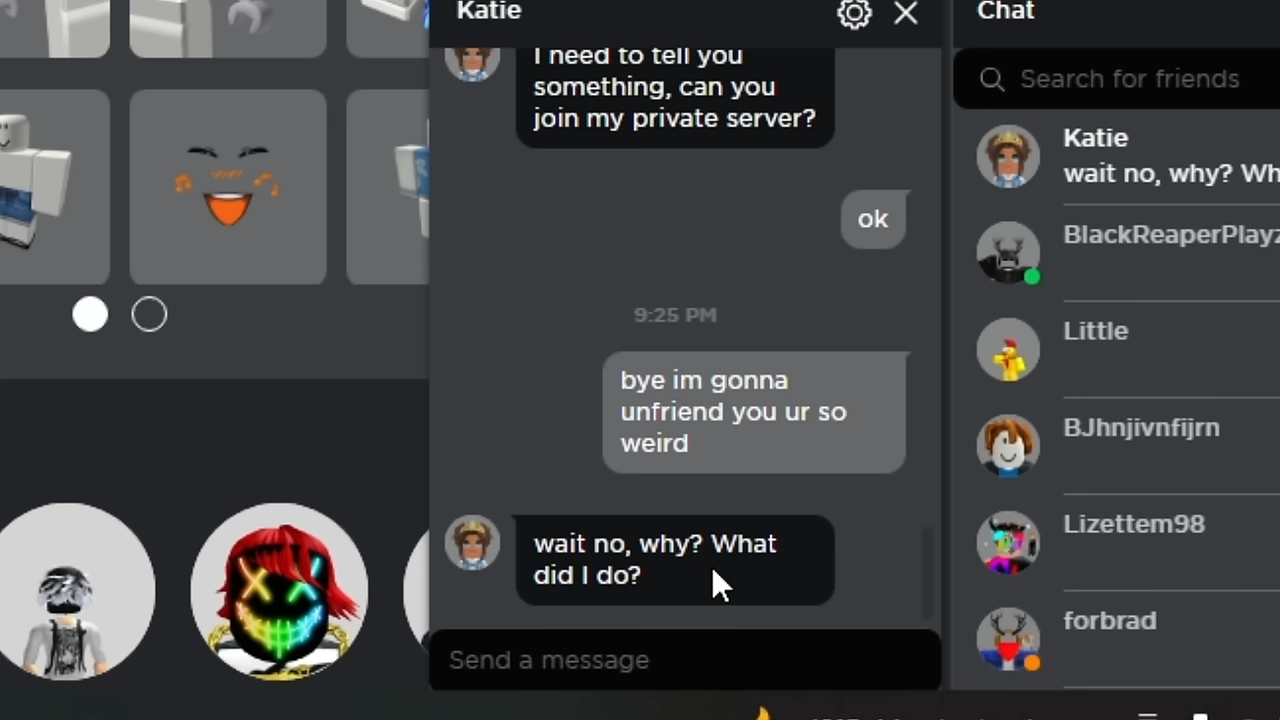 Katie
I need to tell you
something, can you
join my private server?
ok
9:25 PM
bye im gonna
unfriend you ur so
weird
wait no, why? What
did I do?
Send a message
Chat
Search for friends
Katie
wait no, why? Wh
BlackReaperPlayz
Little
BJhnjivnfijrn
Lizettem98
forbrad